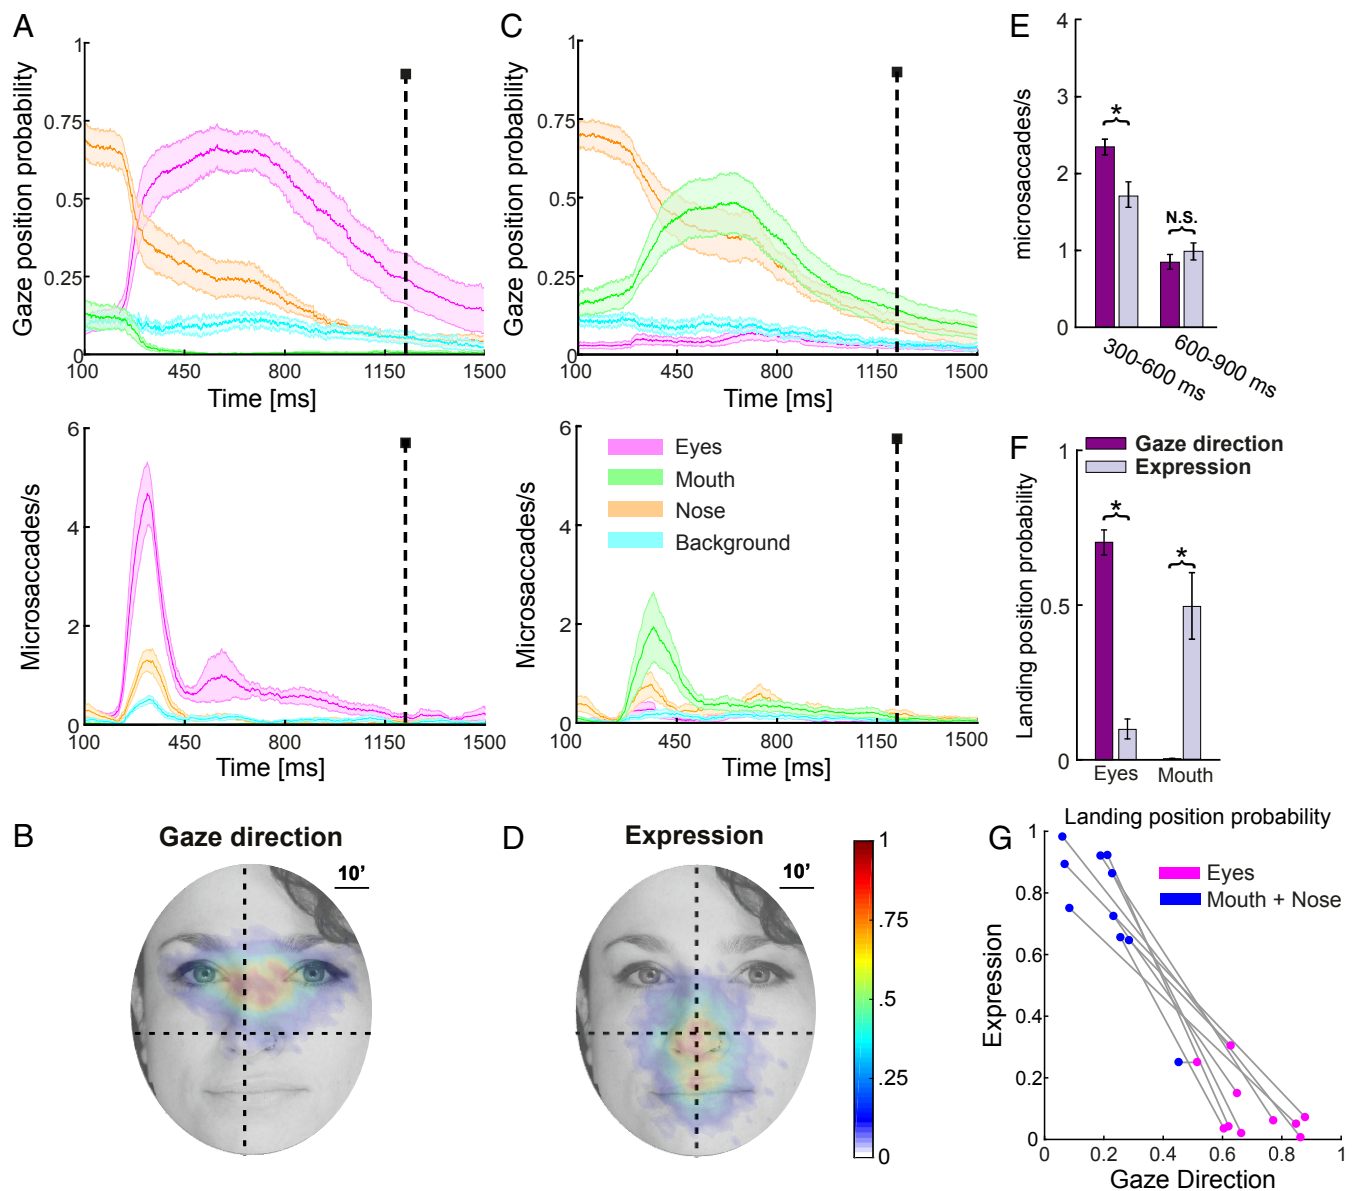 A
Gaze position probability
1
0.75
0.5
0.25
0
100 450 800 1150 1500
Time [ms]
Microsaccades/s
6
4
2
0
100 450 800 1150 1500
Time [ms]
C
Gaze position probability
1
0.75
0.5
0.25
0
100 450 800 1150 1500
Time [ms]
Microsaccades/s
6
4
2
0
100 450 800 1150 1500
Time [ms]
Eyes
Mouth
Nose
Background
E
microsaccades/s
4
3
2
1
0
*
N.S.
300-600 ms
600-900 ms
F
Gaze direction
Expression
Landing position probability
1
0.5
0
*
*
Eyes
Mouth
B
Gaze direction
10'
D
Expression
10'
1
.75
.5
.25
0
G
Landing position probability
Eyes
Mouth + Nose
Expression
1
0.8
0.6
0.4
0.2
0
0 0.2 0.4 0.6 0.8 1
Gaze Direction